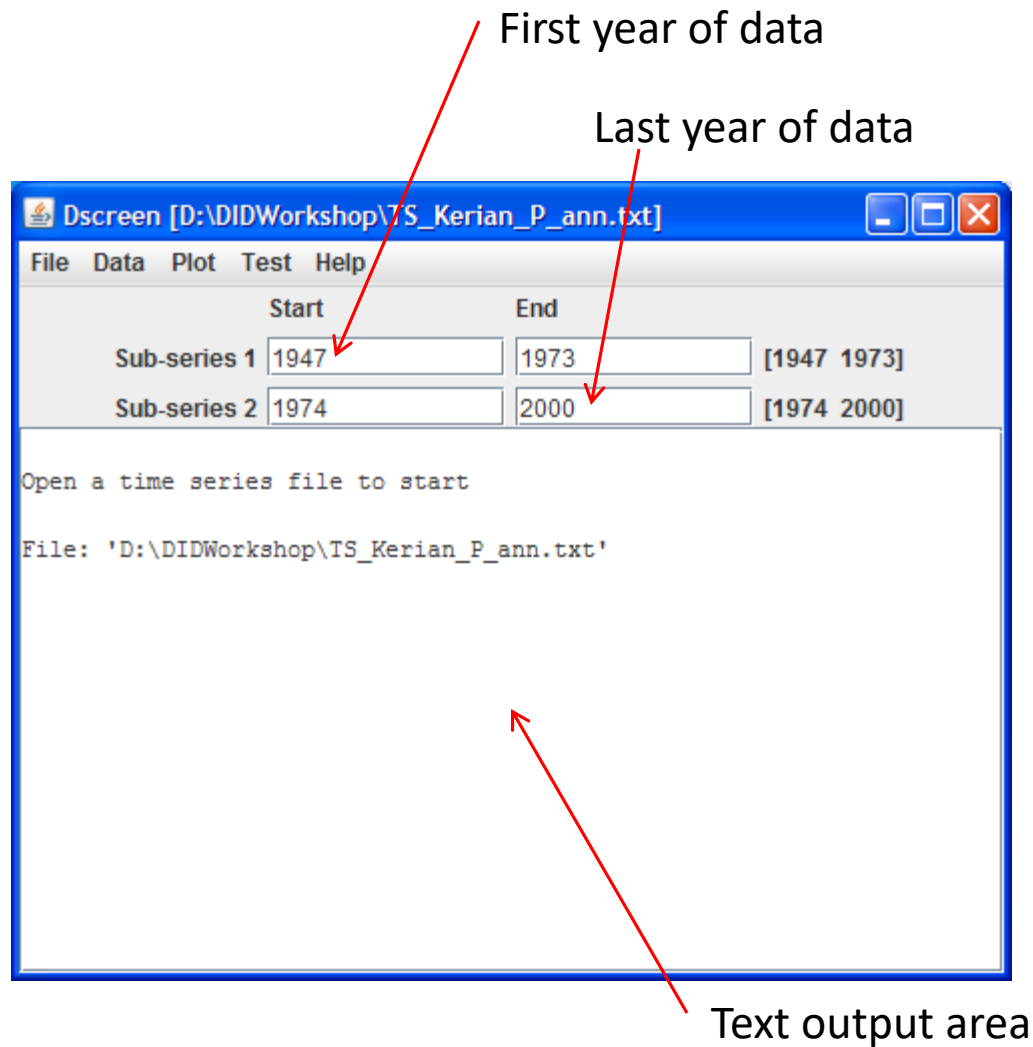 First year of data
Last year of data
Dscreen [D:\DIDWorkshop\TS_Kerian_P_ann.txt]
File Data Plot Test Help
Start End
Sub-series 1 1947 1973 [1947 1973]
Sub-series 2 1974 2000 [1974 2000]
Open a time series file to start
File: 'D:\DIDWorkshop\TS_Kerian_P_ann.txt'
Text output area